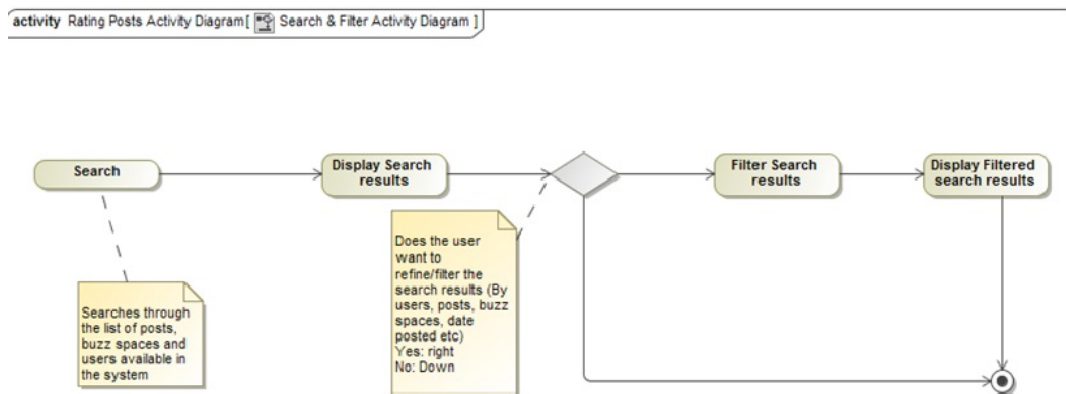 activity Rating Posts Activity Diagram[ Search & Filter Activity Diagram ]
Search
Display Search
results
Filter Search
results
Display Filtered
search results
Does the user
want to
refine/filter the
search results (By
users, posts, buzz
spaces, date
posted etc)
Yes: right
No: Down
Searches through
the list of posts,
buzz spaces and
users available in
the system